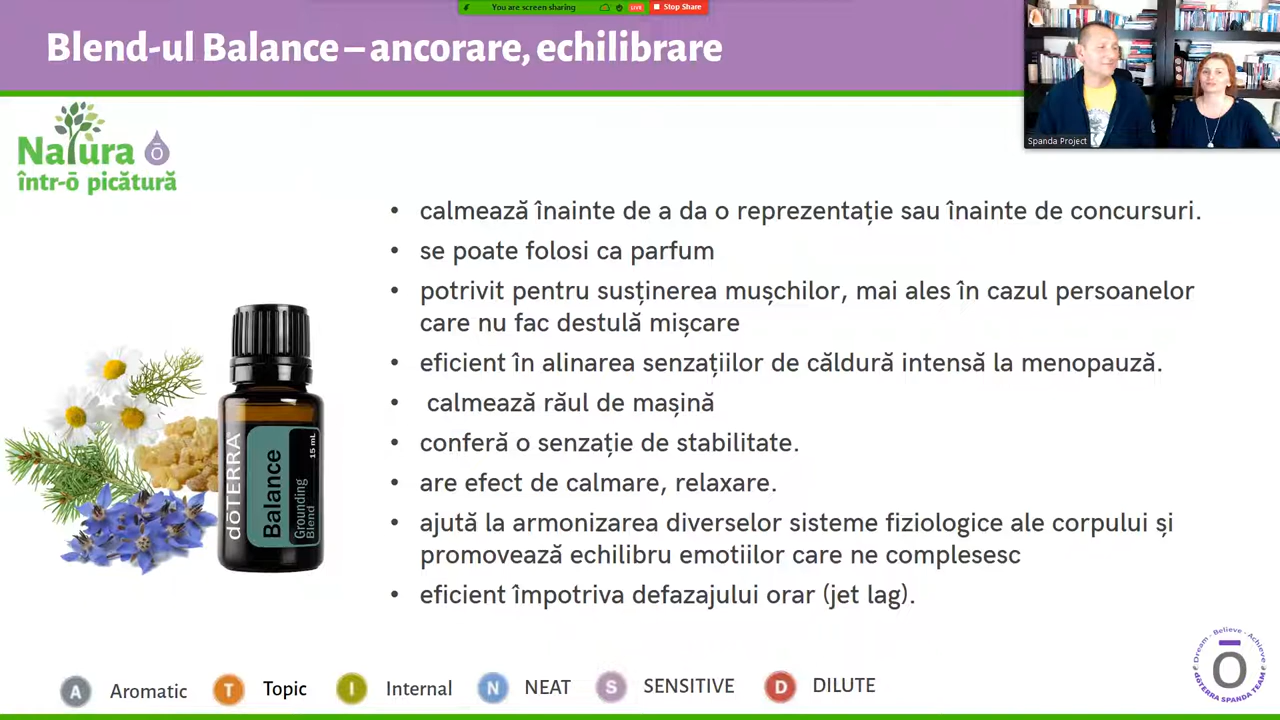 You are screen sharing
LIVE
Stop Share
Blend-ul Balance – ancorare, echilibrare
Spanda Project
Natura ō
într-ō picătură
• calmează înainte de a da o reprezentație sau înainte de concursuri.
• se poate folosi ca parfum
• potrivit pentru susținerea mușchilor, mai ales în cazul persoanelor
care nu fac destulă mișcare
• eficient în alinarea senzațiilor de căldură intensă la menopauză.
• calmează răul de mașină
• conferă o senzație de stabilitate.
• are efect de calmare, relaxare.
• ajută la armonizarea diverselor sisteme fiziologice ale corpului și
promovează echilibru emotiilor care ne complesesc
• eficient împotriva defazajului orar (jet lag).
dōTERRA
Balance
Grounding
Blend
15 mL
A Aromatic T Topic I Internal N NEAT S SENSITIVE D DILUTE
Dream - Believe - Achieve
ō
dōTERRA SPANDA TEAM